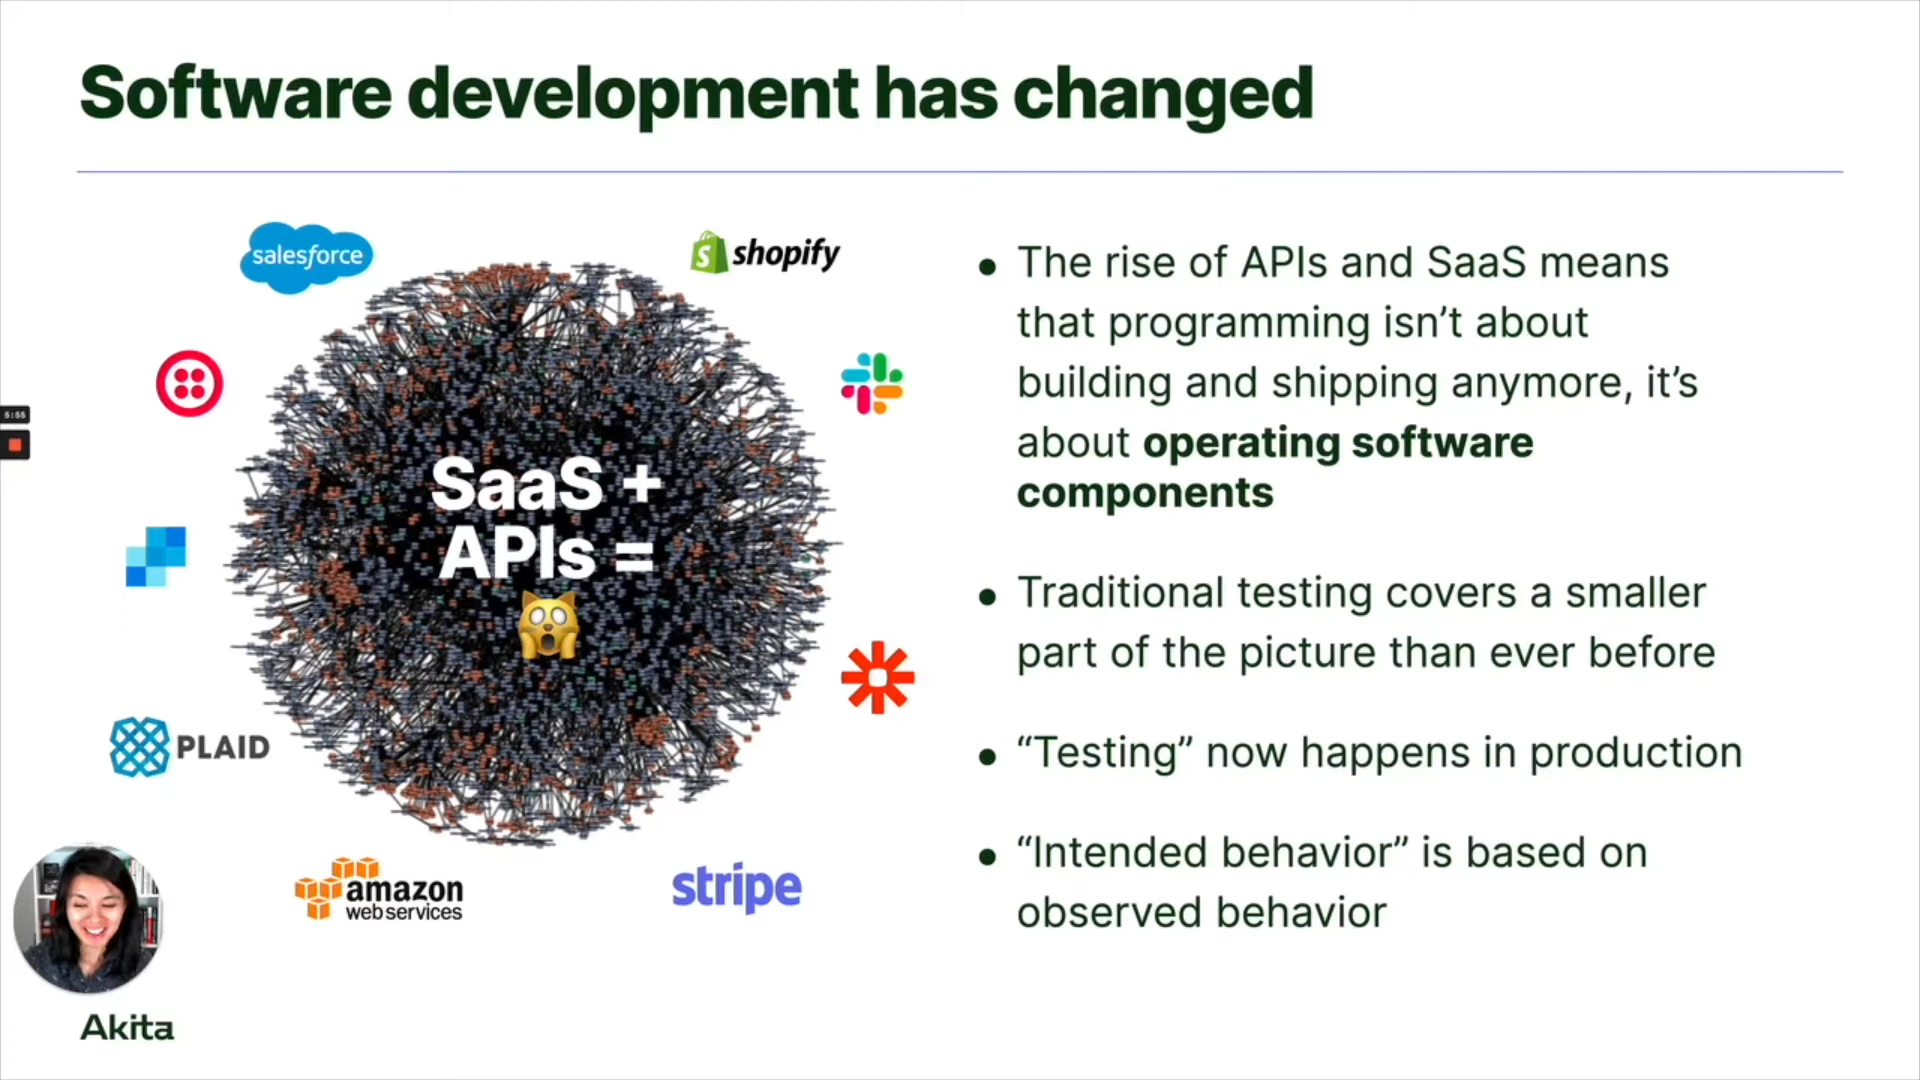 Software development has changed
salesforce
shopify
5:55
SaaS +
APIs =
PLAID
amazon
webservices
stripe
Akita
• The rise of APIs and SaaS means
that programming isn’t about
building and shipping anymore, it’s
about operating software
components
• Traditional testing covers a smaller
part of the picture than ever before
• “Testing” now happens in production
• “Intended behavior” is based on
observed behavior